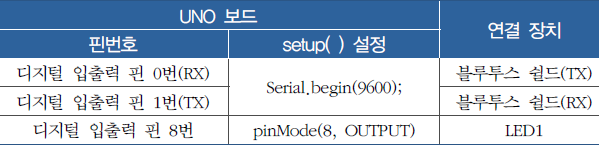 UNO 보드
연결 장치
핀번호
setup( ) 설정
디지털 입출력 핀 0번(RX)
Serial.begin(9600);
블루투스 쉴드(TX)
디지털 입출력 핀 1번(TX)
블루투스 쉴드(RX)
디지털 입출력 핀 8번
pinMode(8, OUTPUT)
LED1